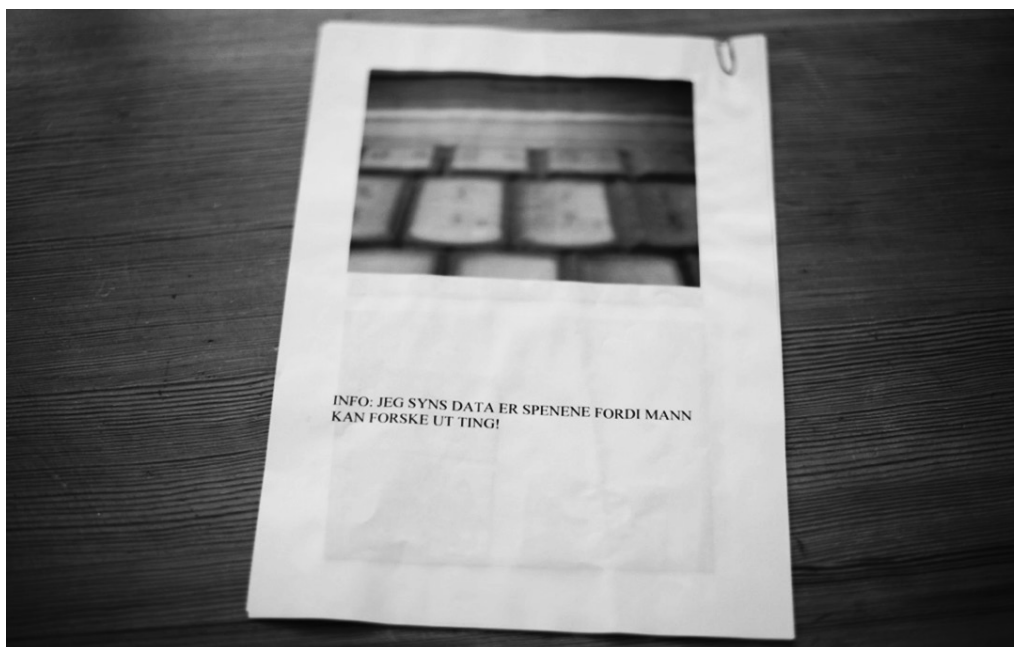 INFO: JEG SYNS DATA ER SPENENE FORDI MANN
KAN FORSKE UT TING!